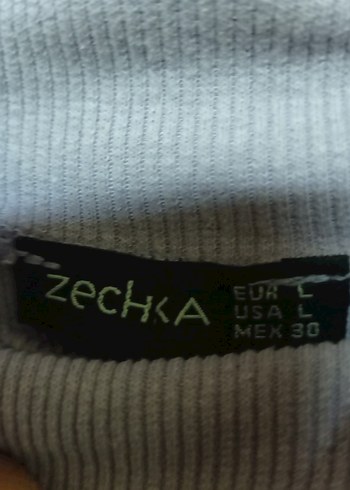 zecHKA
EUR L
USA L
MEX 30